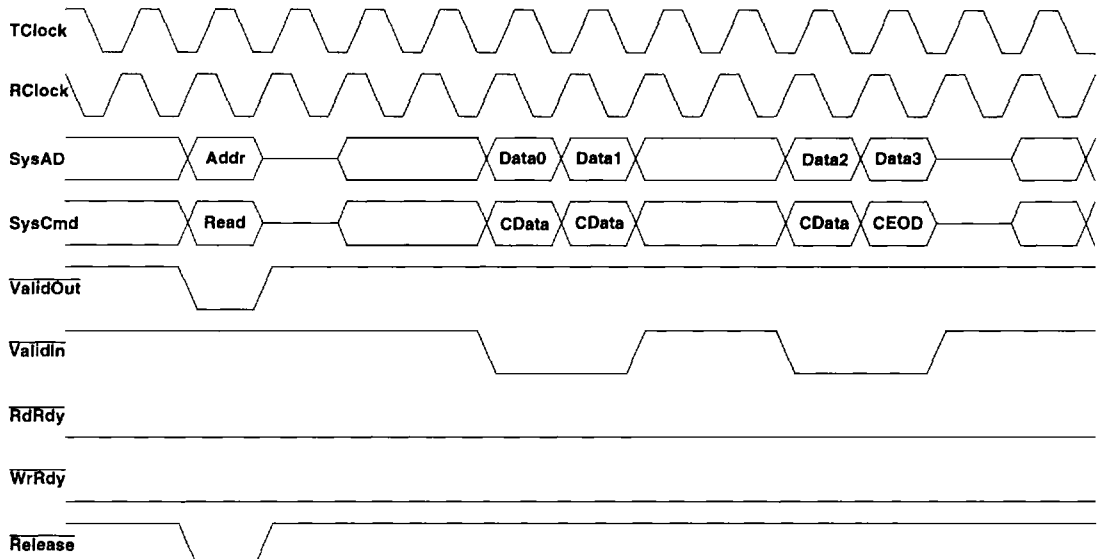 TClock
RClock
SysAD Addr Data0 Data1 Data2 Data3
SysCmd Read CData CData CData CEOD
ValidOut
ValidIn
RdRdy
WrRdy
Release